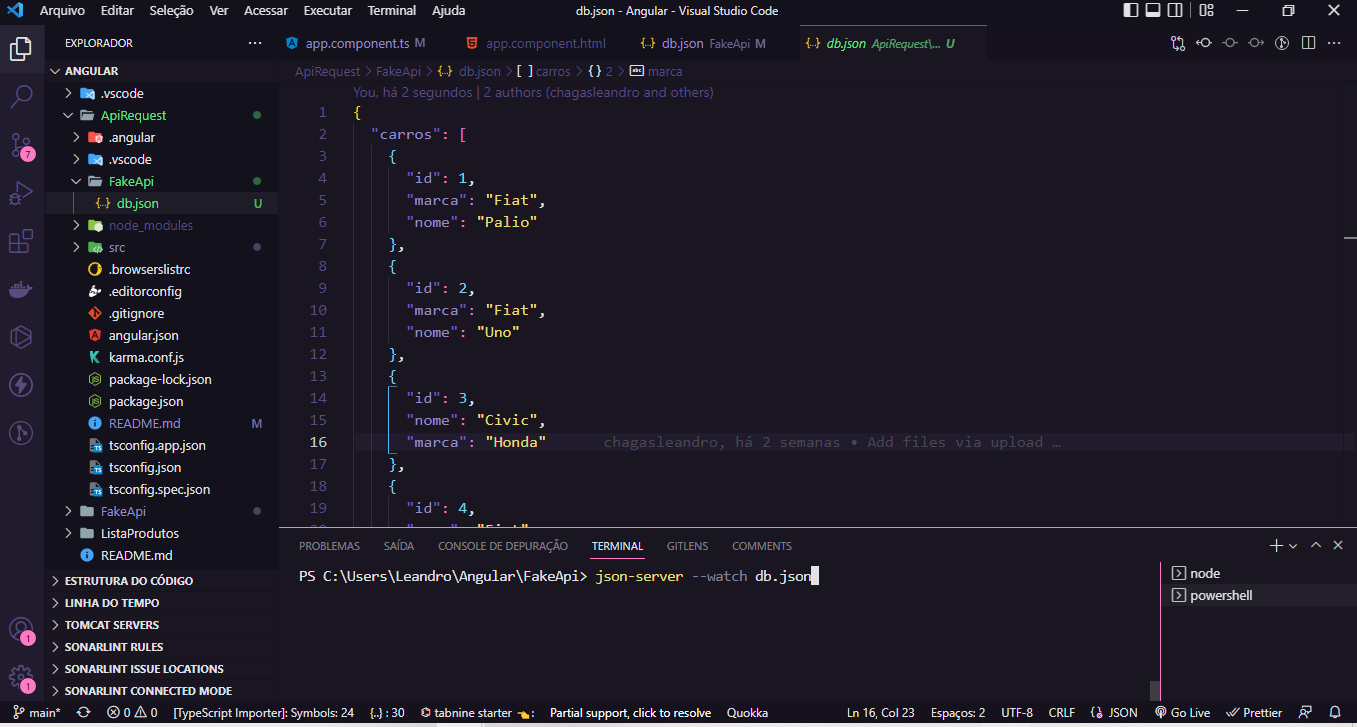 Arquivo Editar Seleção Ver Acessar Executar Terminal Ajuda db.json - Angular - Visual Studio Code
EXPLORADOR
app.component.ts M app.component.html db.json FakeApi M db.json ApiRequest\... U
ANGULAR
ApiRequest > FakeApi > {..} db.json > [ ] carros > {} 2 > abc marca
You, há 2 segundos | 2 authors (chagasleandro and others)
.vscode
ApiRequest
.angular
.vscode
FakeApi
db.json U
node_modules
src
.browserslistrc
.editorconfig
.gitignore
angular.json
karma.conf.js
package-lock.json
package.json
README.md M
tsconfig.app.json
tsconfig.json
tsconfig.spec.json
FakeApi
ListaProdutos
README.md
ESTRUTURA DO CÓDIGO
LINHA DO TEMPO
TOMCAT SERVERS
SONARLINT RULES
SONARLINT ISSUE LOCATIONS
SONARLINT CONNECTED MODE
7
1
1
1 {
2 "carros": [
3 {
4 "id": 1,
5 "marca": "Fiat",
6 "nome": "Palio"
7 },
8 {
9 "id": 2,
10 "marca": "Fiat",
11 "nome": "Uno"
12 },
13 {
14 "id": 3,
15 "nome": "Civic",
16 "marca": "Honda" chagasleandro, há 2 semanas • Add files via upload …
17 },
18 {
19 "id": 4,
PROBLEMAS SAÍDA CONSOLE DE DEPURAÇÃO TERMINAL GITLENS COMMENTS
PS C:\Users\Leandro\Angular\FakeApi> json-server --watch db.json
node
powershell
main* 0 0 [TypeScript Importer]: Symbols: 24 {..} : 30 tabnine starter : Partial support, click to resolve Quokka Ln 16, Col 23 Espaços: 2 UTF-8 CRLF JSON Go Live Prettier